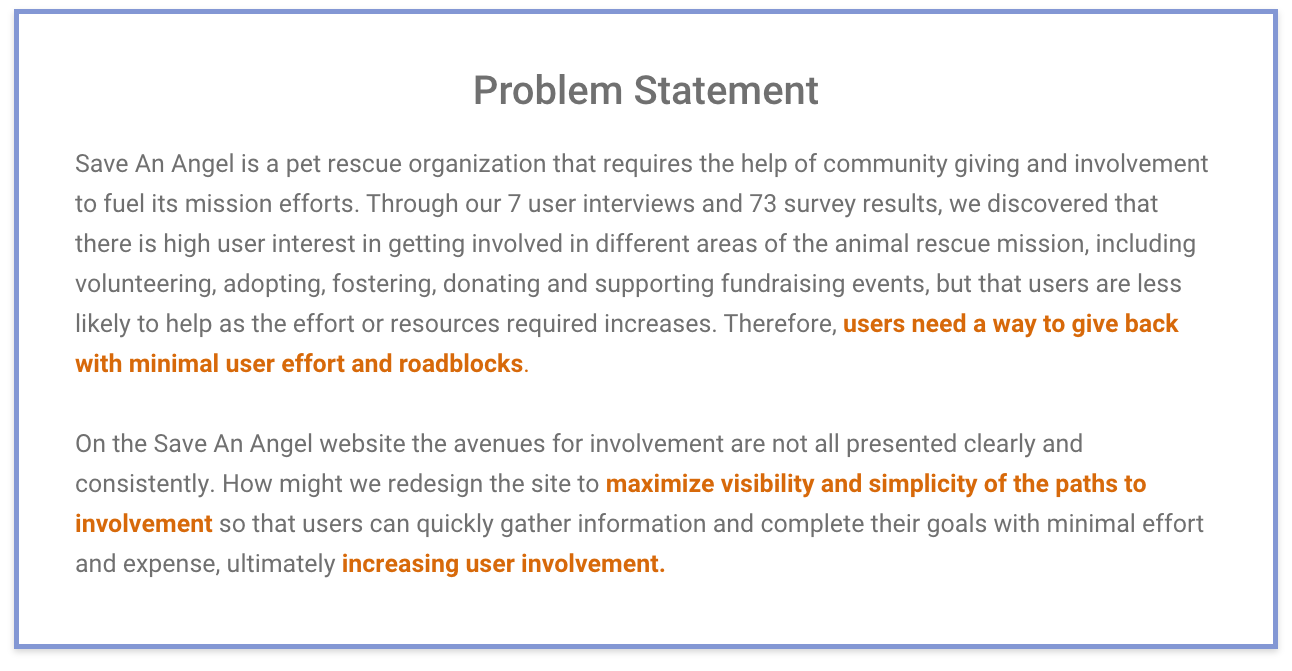 Problem Statement
Save An Angel is a pet rescue organization that requires the help of community giving and involvement
to fuel its mission efforts. Through our 7 user interviews and 73 survey results, we discovered that
there is high user interest in getting involved in different areas of the animal rescue mission, including
volunteering, adopting, fostering, donating and supporting fundraising events, but that users are less
likely to help as the effort or resources required increases. Therefore, users need a way to give back
with minimal user effort and roadblocks.
On the Save An Angel website the avenues for involvement are not all presented clearly and
consistently. How might we redesign the site to maximize visibility and simplicity of the paths to
involvement so that users can quickly gather information and complete their goals with minimal effort
and expense, ultimately increasing user involvement.